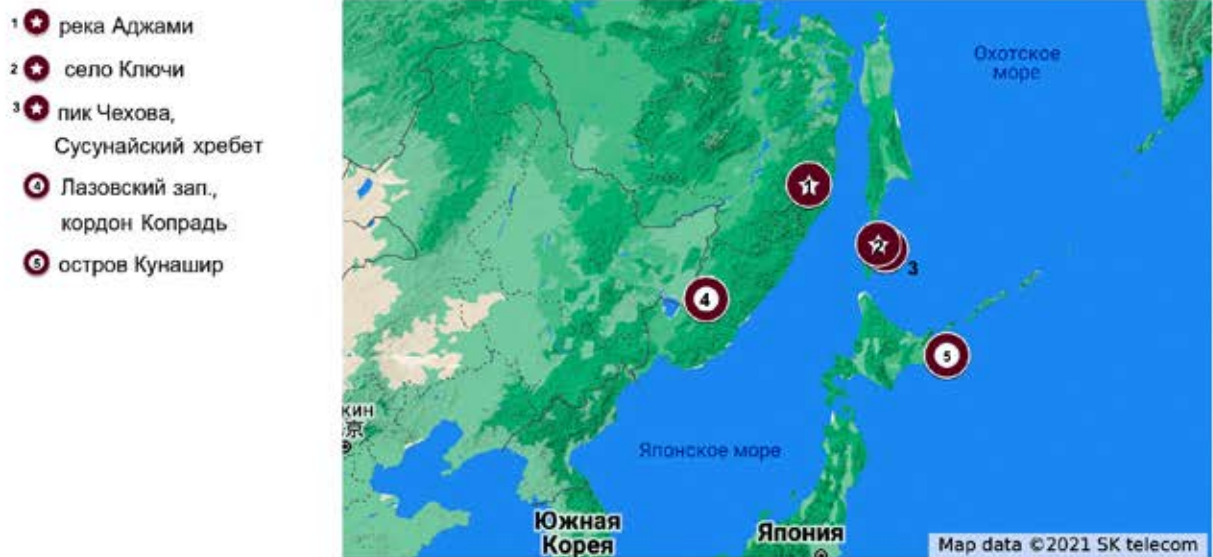 1 река Аджами
2 село Ключи
3 пик Чехова,
Сусунайский хребет
4 Лазовский зап.,
кордон Копрадь
5 остров Кунашир
Охотское
море
1
2
3
4
5
кин
京
Японское море
Южная
Корея
Япония
Map data ©2021 SK telecom